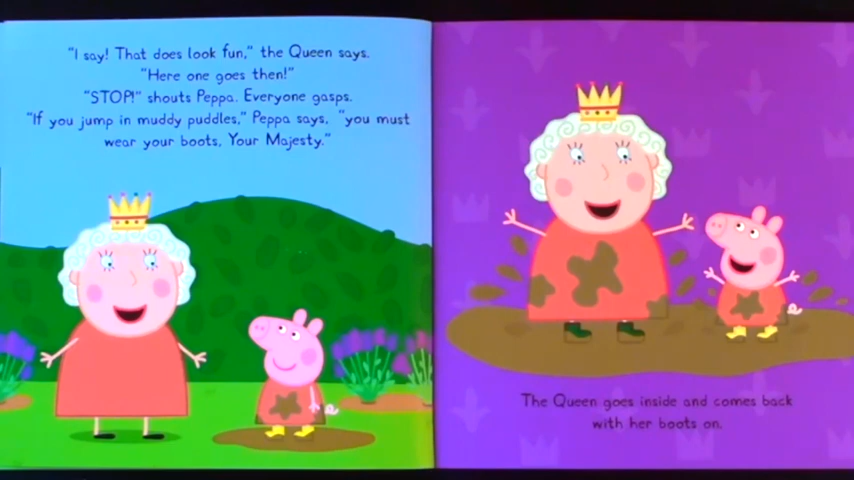 "I say! That does look fun," the Queen says.
"Here one goes then!"
"STOP!" shouts Peppa. Everyone gasps.
"If you jump in muddy puddles," Peppa says, "you must
wear your boots, Your Majesty."
The Queen goes inside and comes back
with her boots on.